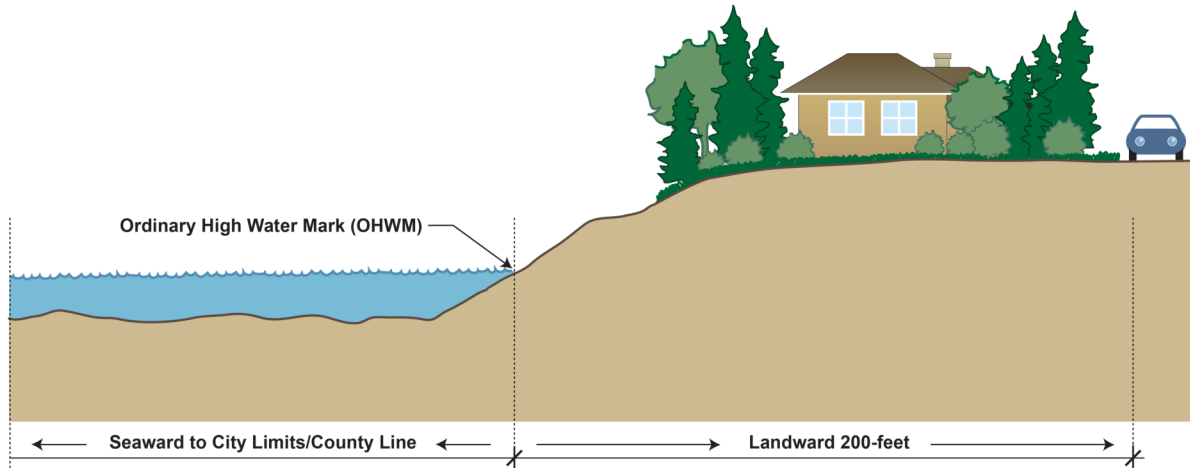 Ordinary High Water Mark (OHWM)
Seaward to City Limits/County Line
Landward 200-feet